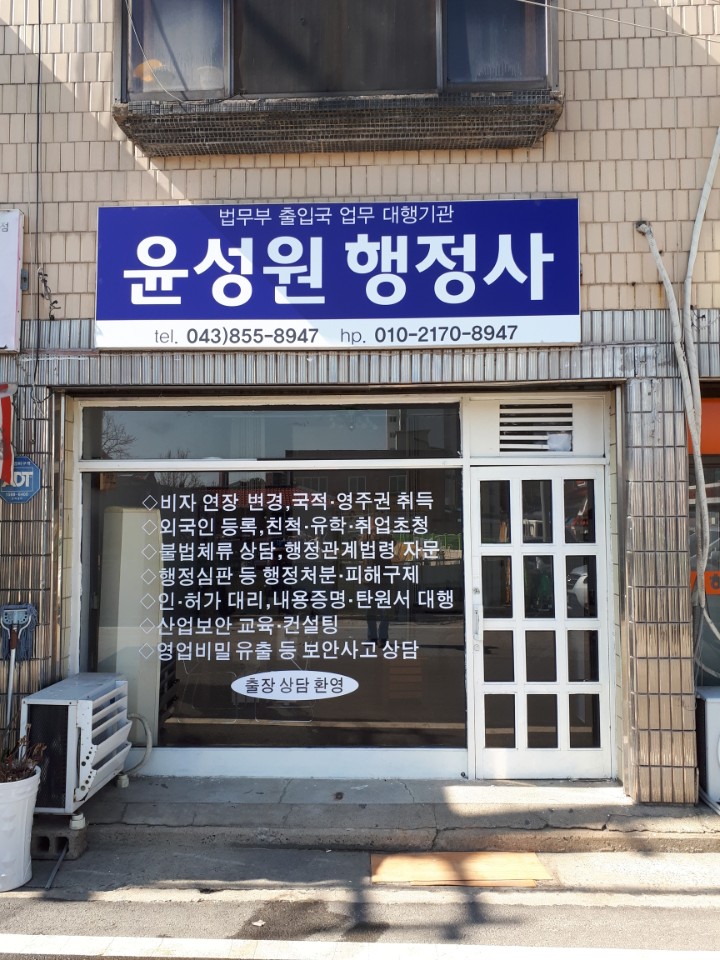 법무부 출입국 업무 대행기관
윤성원 행정사
tel. 043)855-8947 hp. 010-2170-8947
◇비자 연장 변경,국적·영주권 취득
◇외국인 등록,친척·유학·취업초청
◇불법체류 상담,행정관계법령 자문
◇행정심판 등 행정처분·피해구제
◇인·허가 대리,내용증명·탄원서 대행
◇산업보안 교육·컨설팅
◇영업비밀 유출 등 보안사고 상담
출장 상담 환영